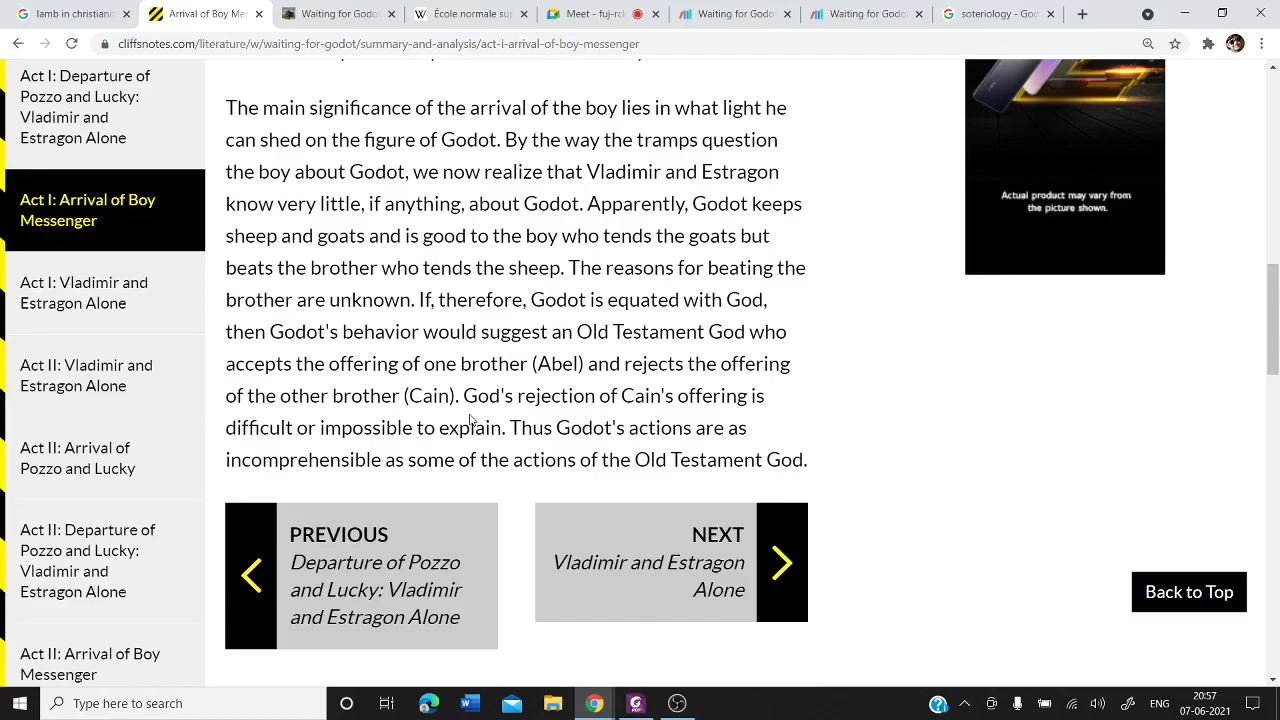 lamb in christianit
Arrival of Boy Mes
Waiting for Godot
École normale sup
Meet - fuj-rch
Waiting for Godot
Waiting for Godot
soteriology - Goo
cliffsnotes.com/literature/w/waiting-for-godot/summary-and-analysis/act-i-arrival-of-boy-messenger
Act I: Departure of
Pozzo and Lucky:
Vladimir and
Estragon Alone
Act I: Arrival of Boy
Messenger
Act I: Vladimir and
Estragon Alone
Act II: Vladimir and
Estragon Alone
Act II: Arrival of
Pozzo and Lucky
Act II: Departure of
Pozzo and Lucky:
Vladimir and
Estragon Alone
Act II: Arrival of Boy
Messenger
The main significance of the arrival of the boy lies in what light he
can shed on the figure of Godot. By the way the tramps question
the boy about Godot, we now realize that Vladimir and Estragon
know very little, if anything, about Godot. Apparently, Godot keeps
sheep and goats and is good to the boy who tends the goats but
beats the brother who tends the sheep. The reasons for beating the
brother are unknown. If, therefore, Godot is equated with God,
then Godot's behavior would suggest an Old Testament God who
accepts the offering of one brother (Abel) and rejects the offering
of the other brother (Cain). God's rejection of Cain's offering is
difficult or impossible to explain. Thus Godot's actions are as
incomprehensible as some of the actions of the Old Testament God.
PREVIOUS
Departure of Pozzo
and Lucky: Vladimir
and Estragon Alone
NEXT
Vladimir and Estragon
Alone
Actual product may vary from
the picture shown.
Back to Top
Type here to search
ENG
20:57
07-06-2021